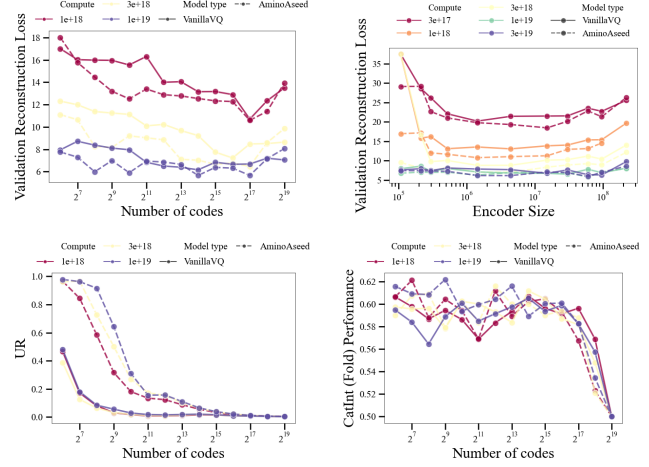 Compute 3e+18 Model type AminoAseed
1e+18 1e+19 VanillaVQ
Validation Reconstruction Loss
18
16
14
12
10
8
6
2^7 2^9 2^11 2^13 2^15 2^17 2^19
Number of codes
Compute 3e+18 Model type
3e+17 1e+19 VanillaVQ
1e+18 3e+19 AminoAseed
Validation Reconstruction Loss
35
30
25
20
15
10
5
10^5 10^6 10^7 10^8
Encoder Size
Compute 3e+18 Model type AminoAseed
1e+18 1e+19 VanillaVQ
UR
1.0
0.8
0.6
0.4
0.2
0.0
2^7 2^9 2^11 2^13 2^15 2^17 2^19
Number of codes
Compute 3e+18 Model type AminoAseed
1e+18 1e+19 VanillaVQ
CatInt (Fold) Performance
0.62
0.60
0.58
0.56
0.54
0.52
0.50
2^7 2^9 2^11 2^13 2^15 2^17 2^19
Number of codes